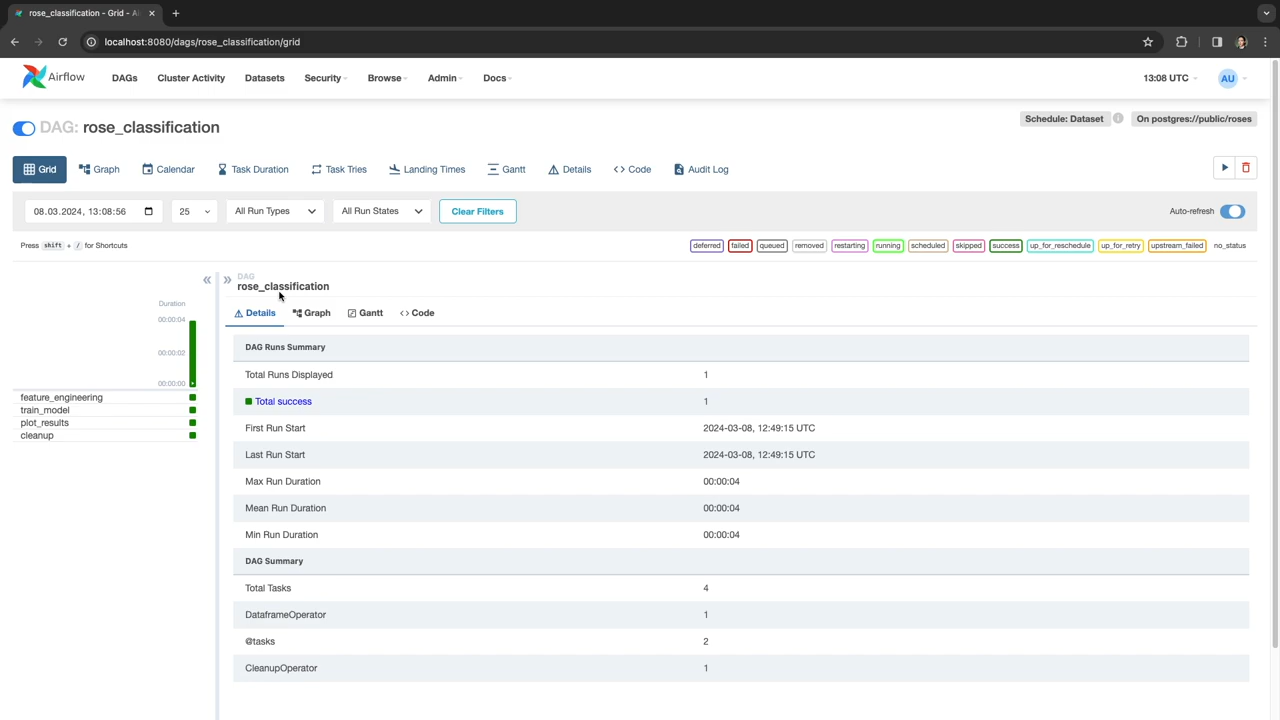 rose_classification - Grid - Ai
localhost:8080/dags/rose_classification/grid
Airflow DAGs Cluster Activity Datasets Security Browse Admin Docs 13:08 UTC AU
DAG: rose_classification Schedule: Dataset On postgres://public/roses
Grid Graph Calendar Task Duration Task Tries Landing Times Gantt Details <> Code Audit Log
08.03.2024, 13:08:56 25 All Run Types All Run States Clear Filters Auto-refresh
Press shift + / for Shortcuts deferred failed queued removed restarting running scheduled skipped success up_for_reschedule up_for_retry upstream_failed no_status
DAG
rose_classification
Duration
00:00:04
00:00:02
00:00:00
feature_engineering
train_model
plot_results
cleanup
Details Graph Gantt <> Code
DAG Runs Summary
Total Runs Displayed 1
Total success 1
First Run Start 2024-03-08, 12:49:15 UTC
Last Run Start 2024-03-08, 12:49:15 UTC
Max Run Duration 00:00:04
Mean Run Duration 00:00:04
Min Run Duration 00:00:04
DAG Summary
Total Tasks 4
DataframeOperator 1
@tasks 2
CleanupOperator 1